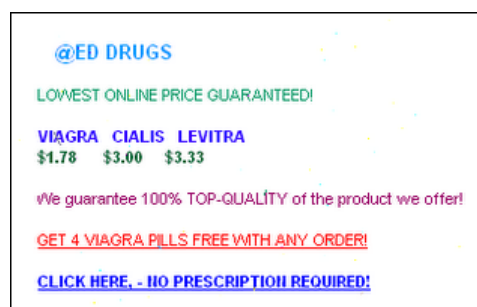 @ED DRUGS
LOWEST ONLINE PRICE GUARANTEED!
VIAGRA CIALIS LEVITRA
$1.78 $3.00 $3.33
We guarantee 100% TOP-QUALITY of the product we offer!
GET 4 VIAGRA PILLS FREE WITH ANY ORDER!
CLICK HERE, - NO PRESCRIPTION REQUIRED!